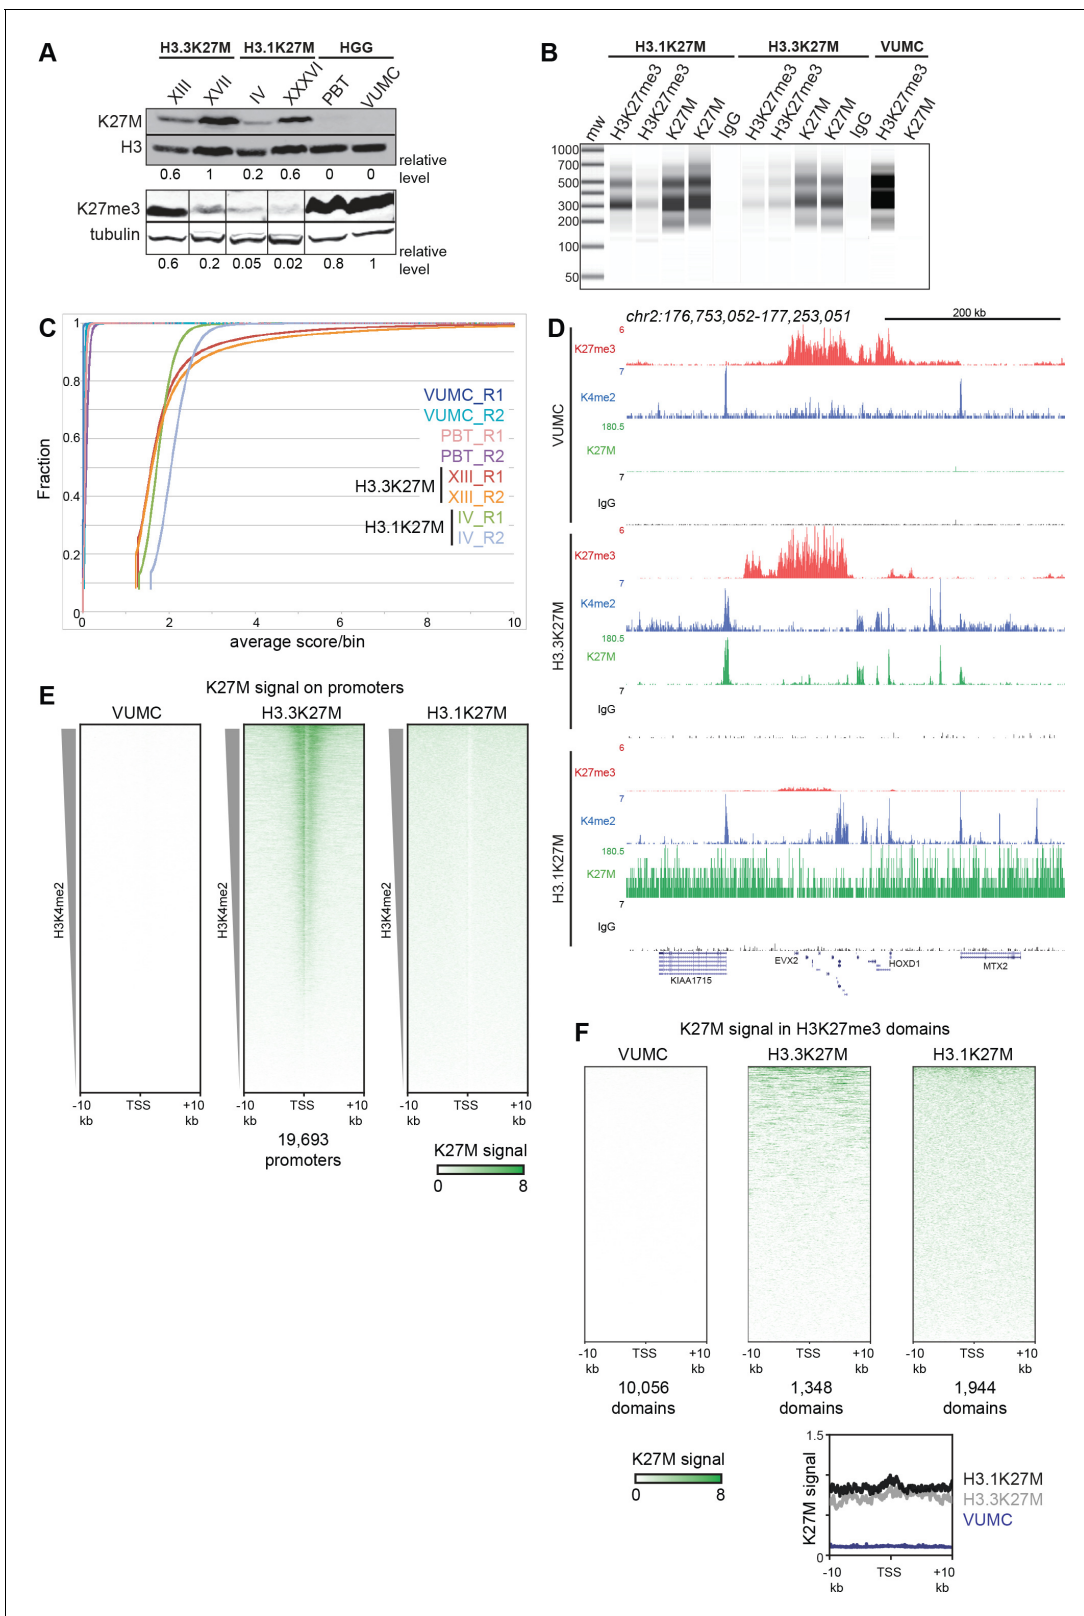 A
H3.3K27M H3.1K27M HGG
XIII XVII IV XXXVI PBT VUMC
K27M
H3
relative level
0.6 1 0.2 0.6 0 0
K27me3
tubulin
relative level
0.6 0.2 0.05 0.02 0.8 1
B
H3.1K27M H3.3K27M VUMC
mw H3K27me3 H3K27me3 K27M K27M IgG H3K27me3 H3K27me3 K27M K27M IgG H3K27me3 K27M
1000
700
500
300
200
100
50
C
1
0.8
0.6
0.4
0.2
0
Fraction
0 2 4 6 8 10
average score/bin
VUMC_R1
VUMC_R2
PBT_R1
PBT_R2
H3.3K27M
XIII_R1
XIII_R2
H3.1K27M
IV_R1
IV_R2
D
chr2:176,753,052-177,253,051
200 kb
VUMC
6
K27me3
7
K4me2
180.5
K27M
7
IgG
H3.3K27M
6
K27me3
7
K4me2
180.5
K27M
7
IgG
H3.1K27M
6
K27me3
7
K4me2
180.5
K27M
7
IgG
KIAA1715
EVX2
HOXD1
MTX2
E
K27M signal on promoters
VUMC H3.3K27M H3.1K27M
H3K4me2 H3K4me2 H3K4me2
-10 kb TSS +10 kb
-10 kb TSS +10 kb
-10 kb TSS +10 kb
19,693
promoters
K27M signal
0 8
F
K27M signal in H3K27me3 domains
VUMC H3.3K27M H3.1K27M
-10 kb TSS +10 kb
-10 kb TSS +10 kb
-10 kb TSS +10 kb
10,056 domains
1,348 domains
1,944 domains
K27M signal
0 8
1.5
0
K27M signal
-10 kb TSS +10 kb
H3.1K27M
H3.3K27M
VUMC